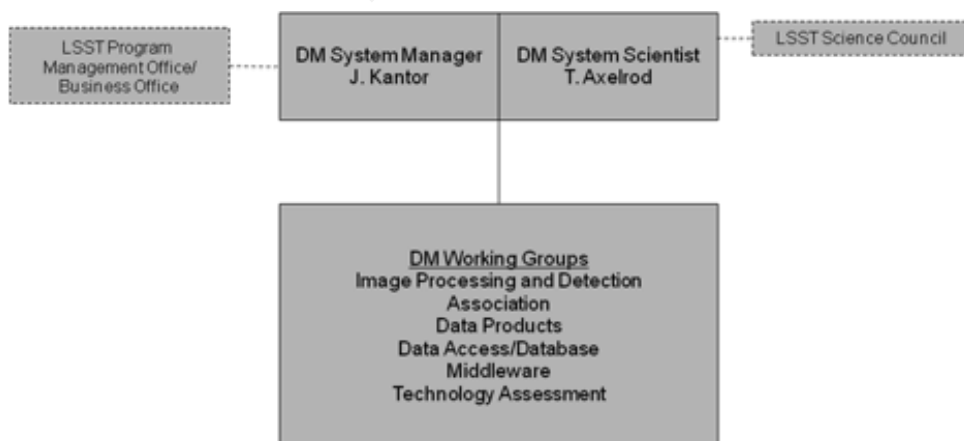 LSST Program
Management Office/
Business Office
DM System Manager
J. Kantor
DM System Scientist
T. Axelrod
LSST Science Council
DM Working Groups
Image Processing and Detection
Association
Data Products
Data Access/Database
Middleware
Technology Assessment